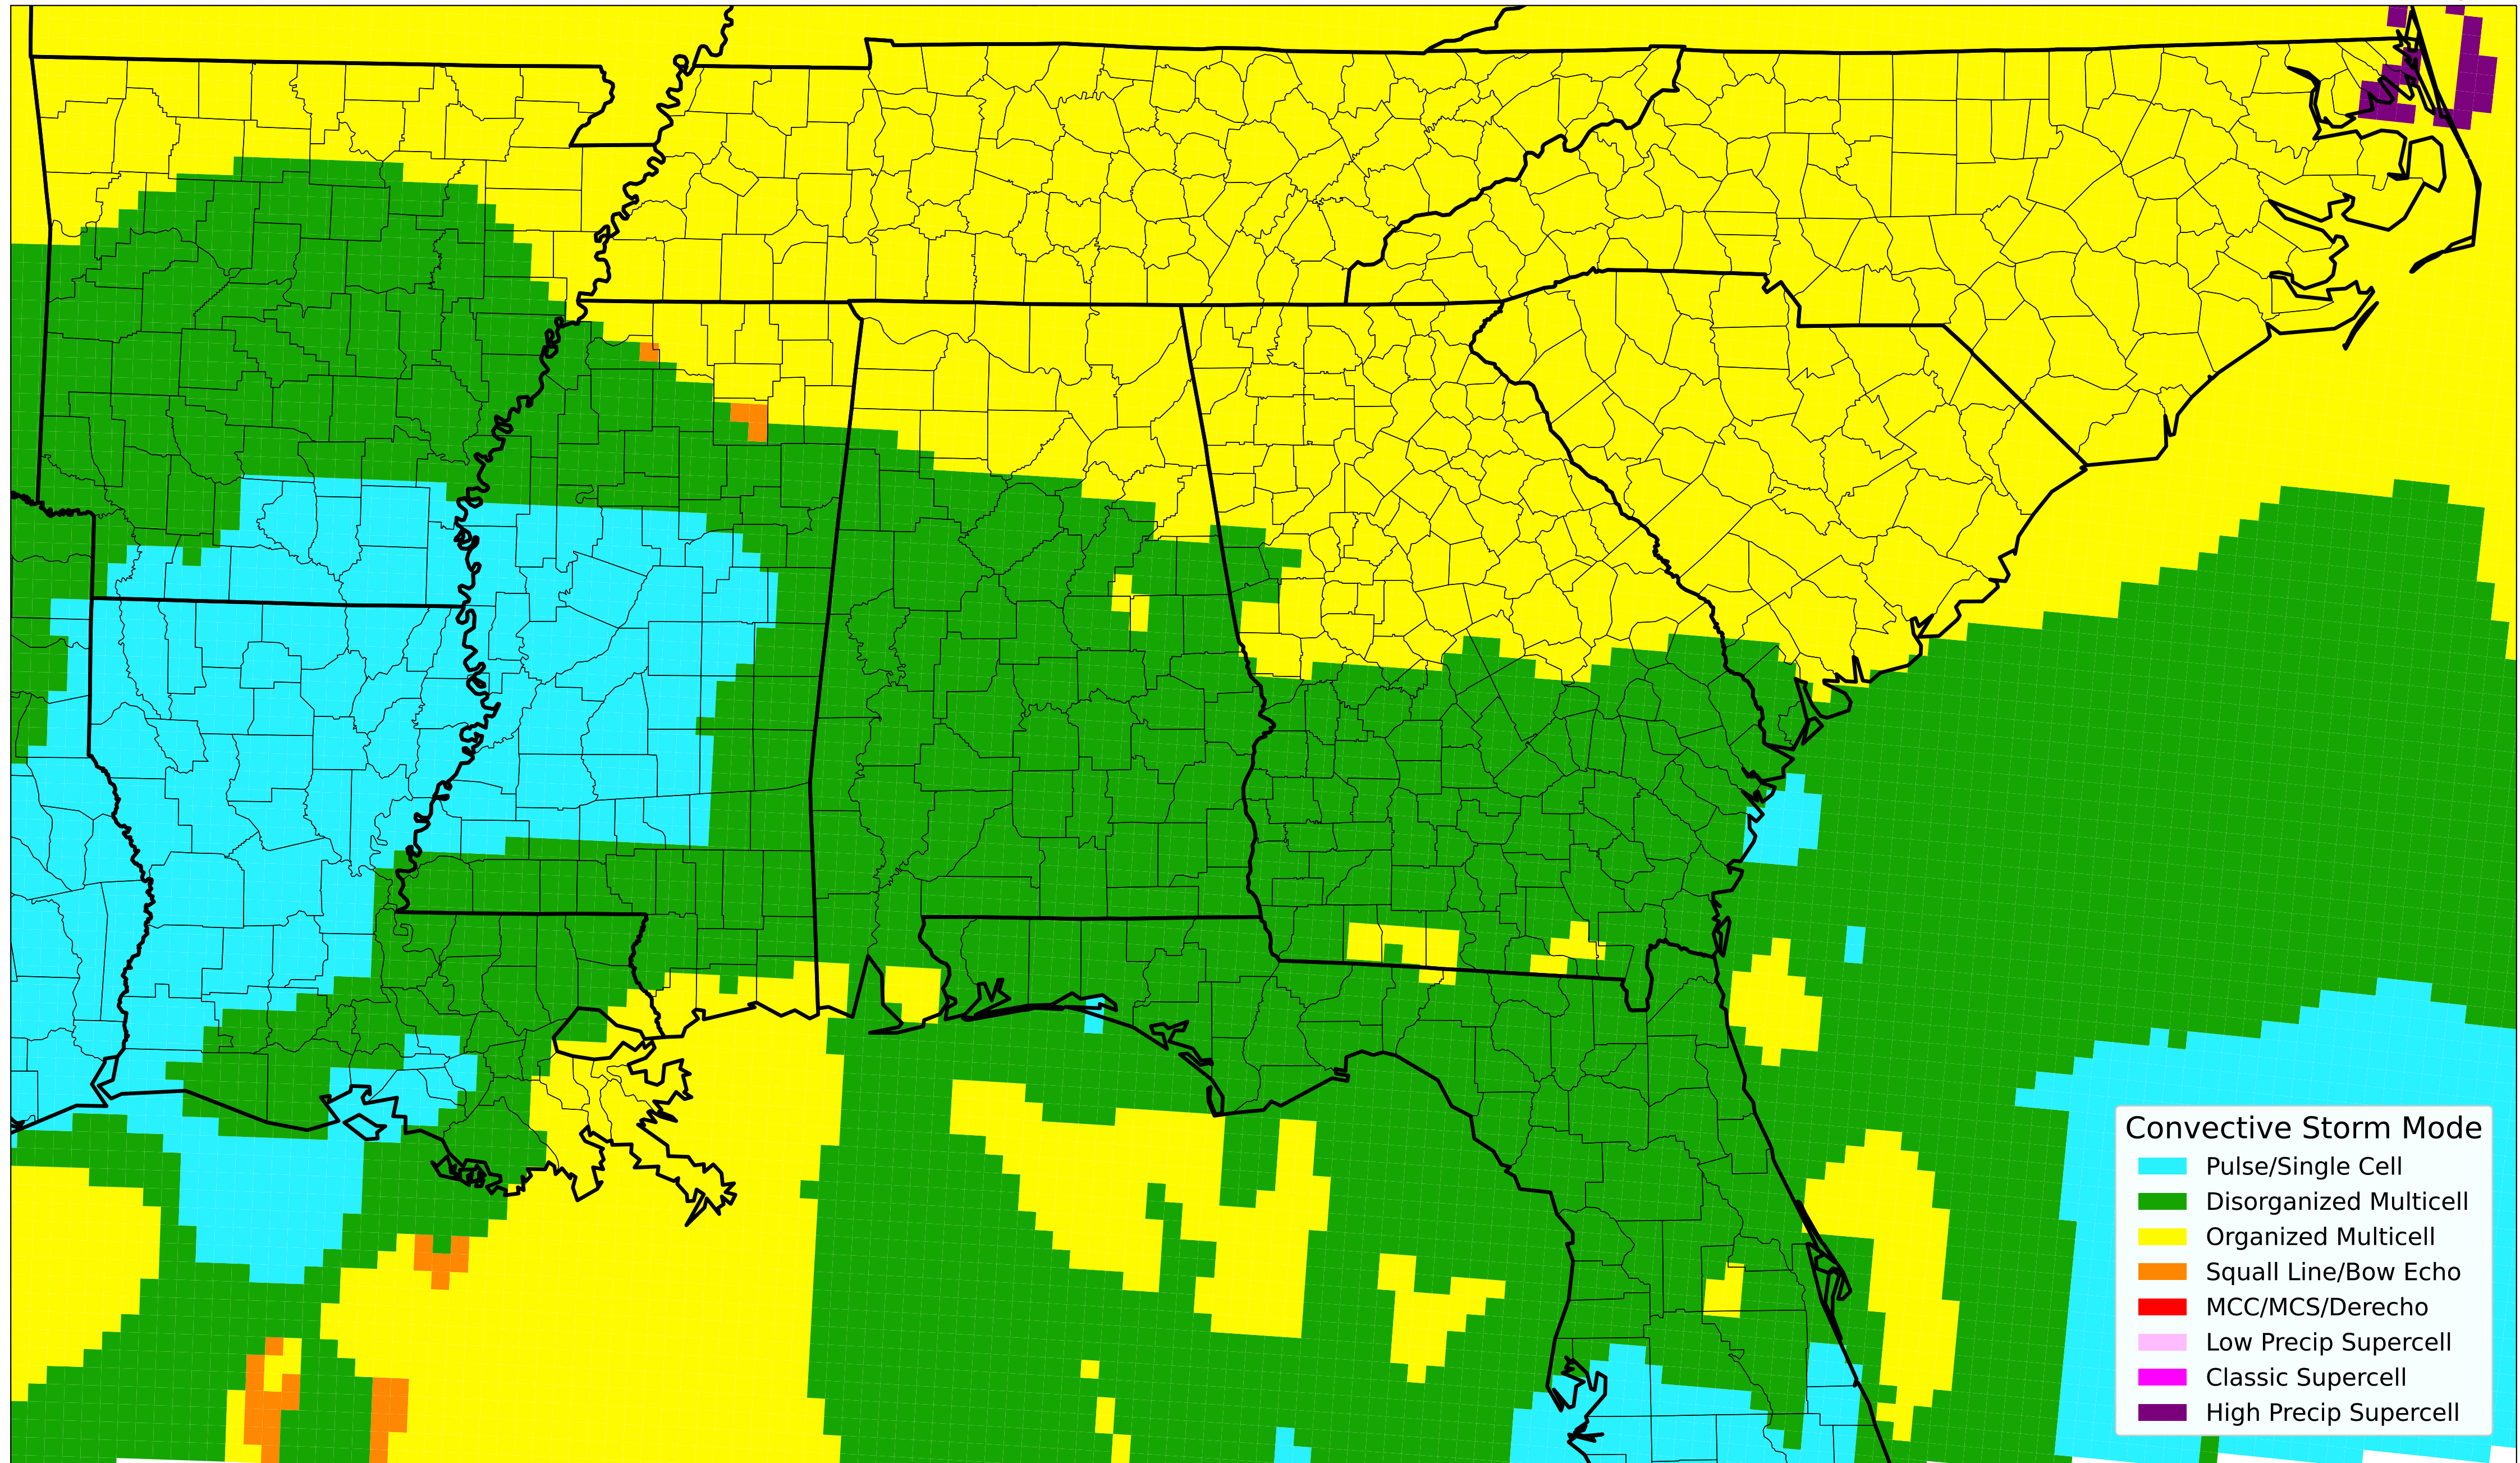 Convective Storm Mode
Pulse/Single Cell
Disorganized Multicell
Organized Multicell
Squall Line/Bow Echo
MCC/MCS/Derecho
Low Precip Supercell
Classic Supercell
High Precip Supercell